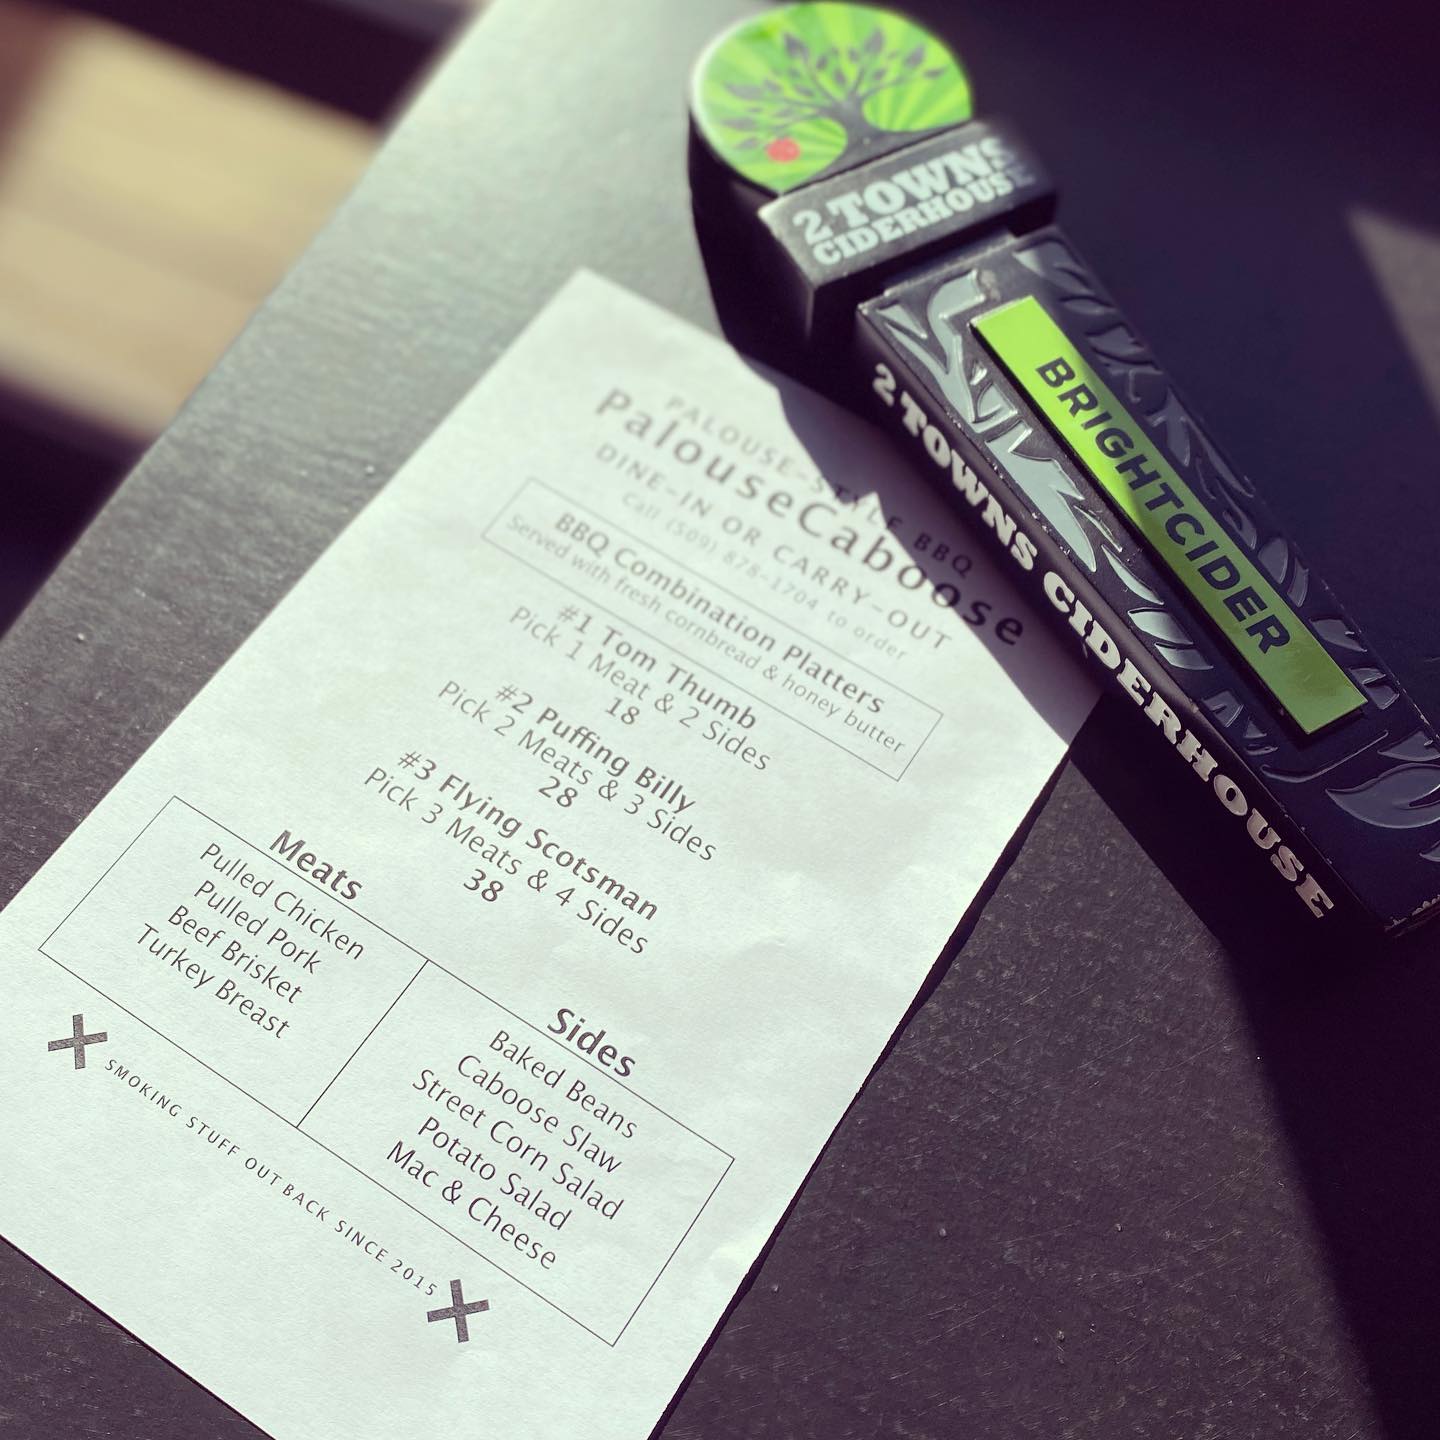 2 TOWNS
CIDERHOUSE
BRIGHTCIDER
2 TOWNS CIDERHOUSE
PALOUSE-STYLE BBQ
PalouseCaboose
DINE-IN OR CARRY-OUT
Call (509) 878-1704 to order
BBQ Combination Platters
Served with fresh cornbread & honey butter
#1 Tom Thumb
Pick 1 Meat & 2 Sides
18
#2 Puffing Billy
Pick 2 Meats & 3 Sides
28
#3 Flying Scotsman
Pick 3 Meats & 4 Sides
38
Meats
Pulled Chicken
Pulled Pork
Beef Brisket
Turkey Breast
Sides
Baked Beans
Caboose Slaw
Street Corn Salad
Potato Salad
Mac & Cheese
SMOKING STUFF OUT BACK SINCE 2015